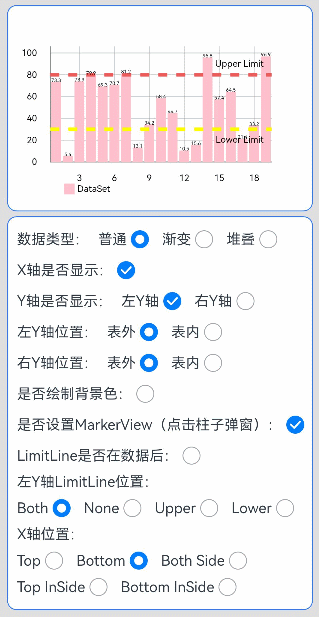 100
Upper Limit
80
60
40
Lower Limit
20
0
3 6 9 12 15 18
DataSet
数据类型： 普通 渐变 堆叠
X轴是否显示：
Y轴是否显示： 左Y轴 右Y轴
左Y轴位置： 表外 表内
右Y轴位置： 表外 表内
是否绘制背景色：
是否设置MarkerView（点击柱子弹窗）：
LimitLine是否在数据后：
左Y轴LimitLine位置：
Both None Upper Lower
X轴位置：
Top Bottom Both Side
Top InSide Bottom InSide